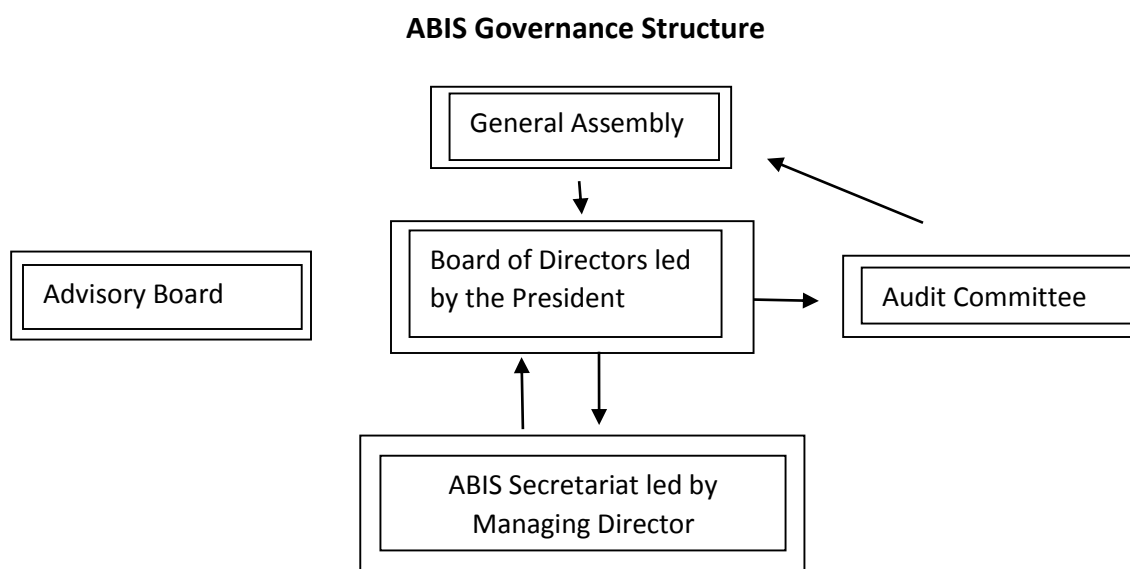 ABIS Governance Structure
General Assembly
Advisory Board
Board of Directors led
by the President
Audit Committee
ABIS Secretariat led by
Managing Director